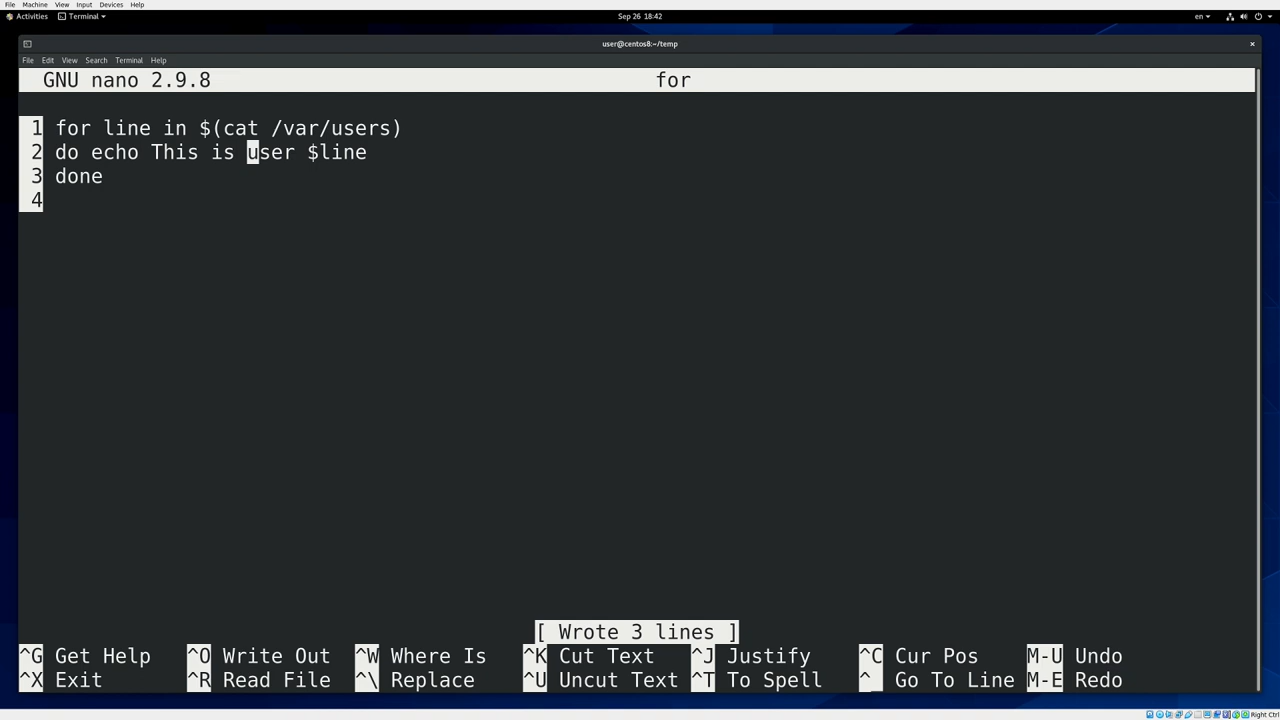 File Machine View Input Devices Help
Activities Terminal Sep 26 18:42 en
user@centos8:~/temp
File Edit View Search Terminal Help
GNU nano 2.9.8 for
1 for line in $(cat /var/users)
2 do echo This is user $line
3 done
4
[ Wrote 3 lines ]
^G Get Help ^O Write Out ^W Where Is ^K Cut Text ^J Justify ^C Cur Pos M-U Undo
^X Exit ^R Read File ^\ Replace ^U Uncut Text ^T To Spell ^_ Go To Line M-E Redo
Right Ctrl